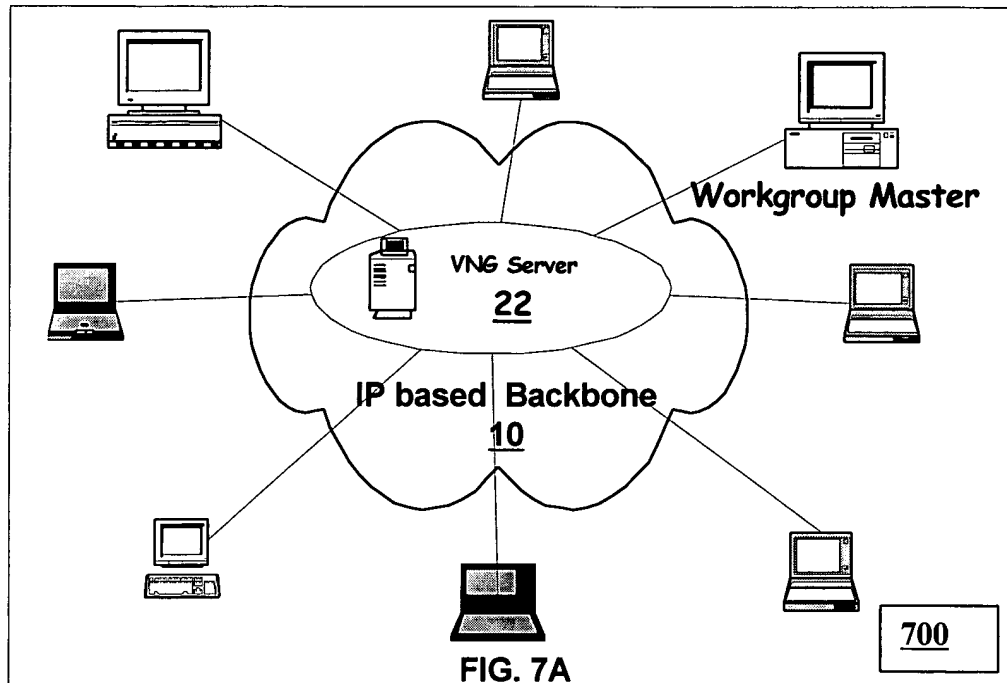 Workgroup Master
VNG Server
22
IP based Backbone
10
700
FIG. 7A